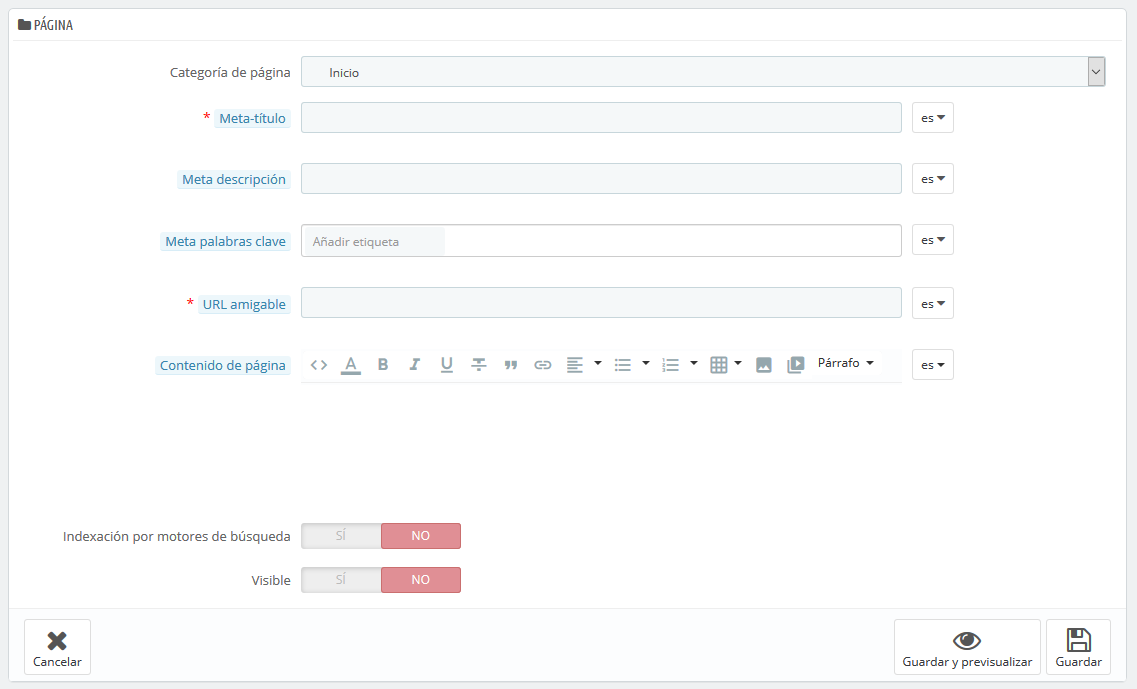 PÁGINA
Categoría de página Inicio
* Meta-título es
Meta descripción es
Meta palabras clave Añadir etiqueta es
* URL amigable es
Contenido de página A B I U Párrafo es
Indexación por motores de búsqueda SÍ NO
Visible SÍ NO
Cancelar Guardar y previsualizar Guardar